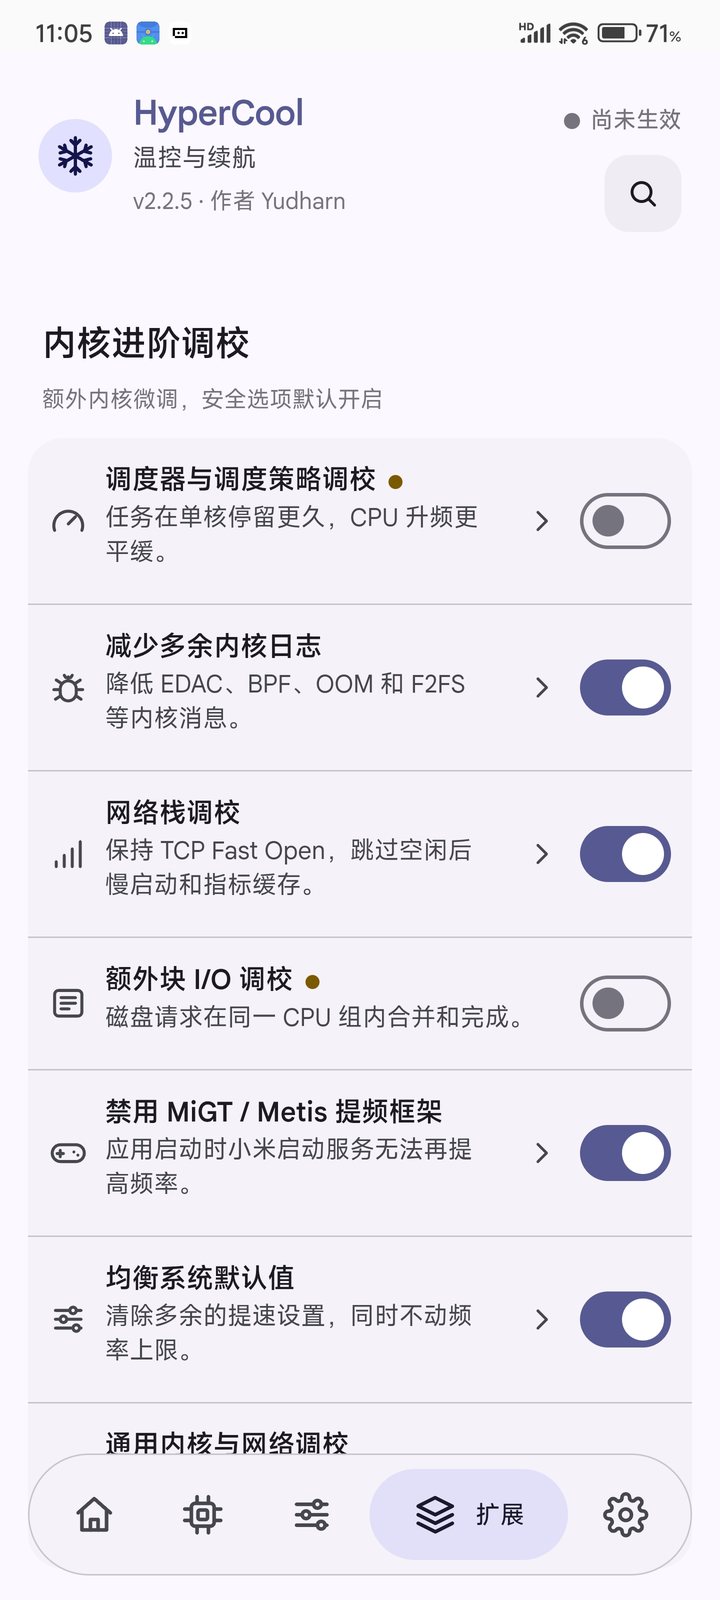 11:05
HD
6
71%
HyperCool
尚未生效
温控与续航
v2.2.5 · 作者 Yudharn
内核进阶调校
额外内核微调，安全选项默认开启
调度器与调度策略调校
任务在单核停留更久，CPU 升频更
平缓。
减少多余内核日志
降低 EDAC、BPF、OOM 和 F2FS
等内核消息。
网络栈调校
保持 TCP Fast Open，跳过空闲后
慢启动和指标缓存。
额外块 I/O 调校
磁盘请求在同一 CPU 组内合并和完成。
禁用 MiGT / Metis 提频框架
应用启动时小米启动服务无法再提
高频率。
均衡系统默认值
清除多余的提速设置，同时不动频
率上限。
通用内核与网络调校
扩展